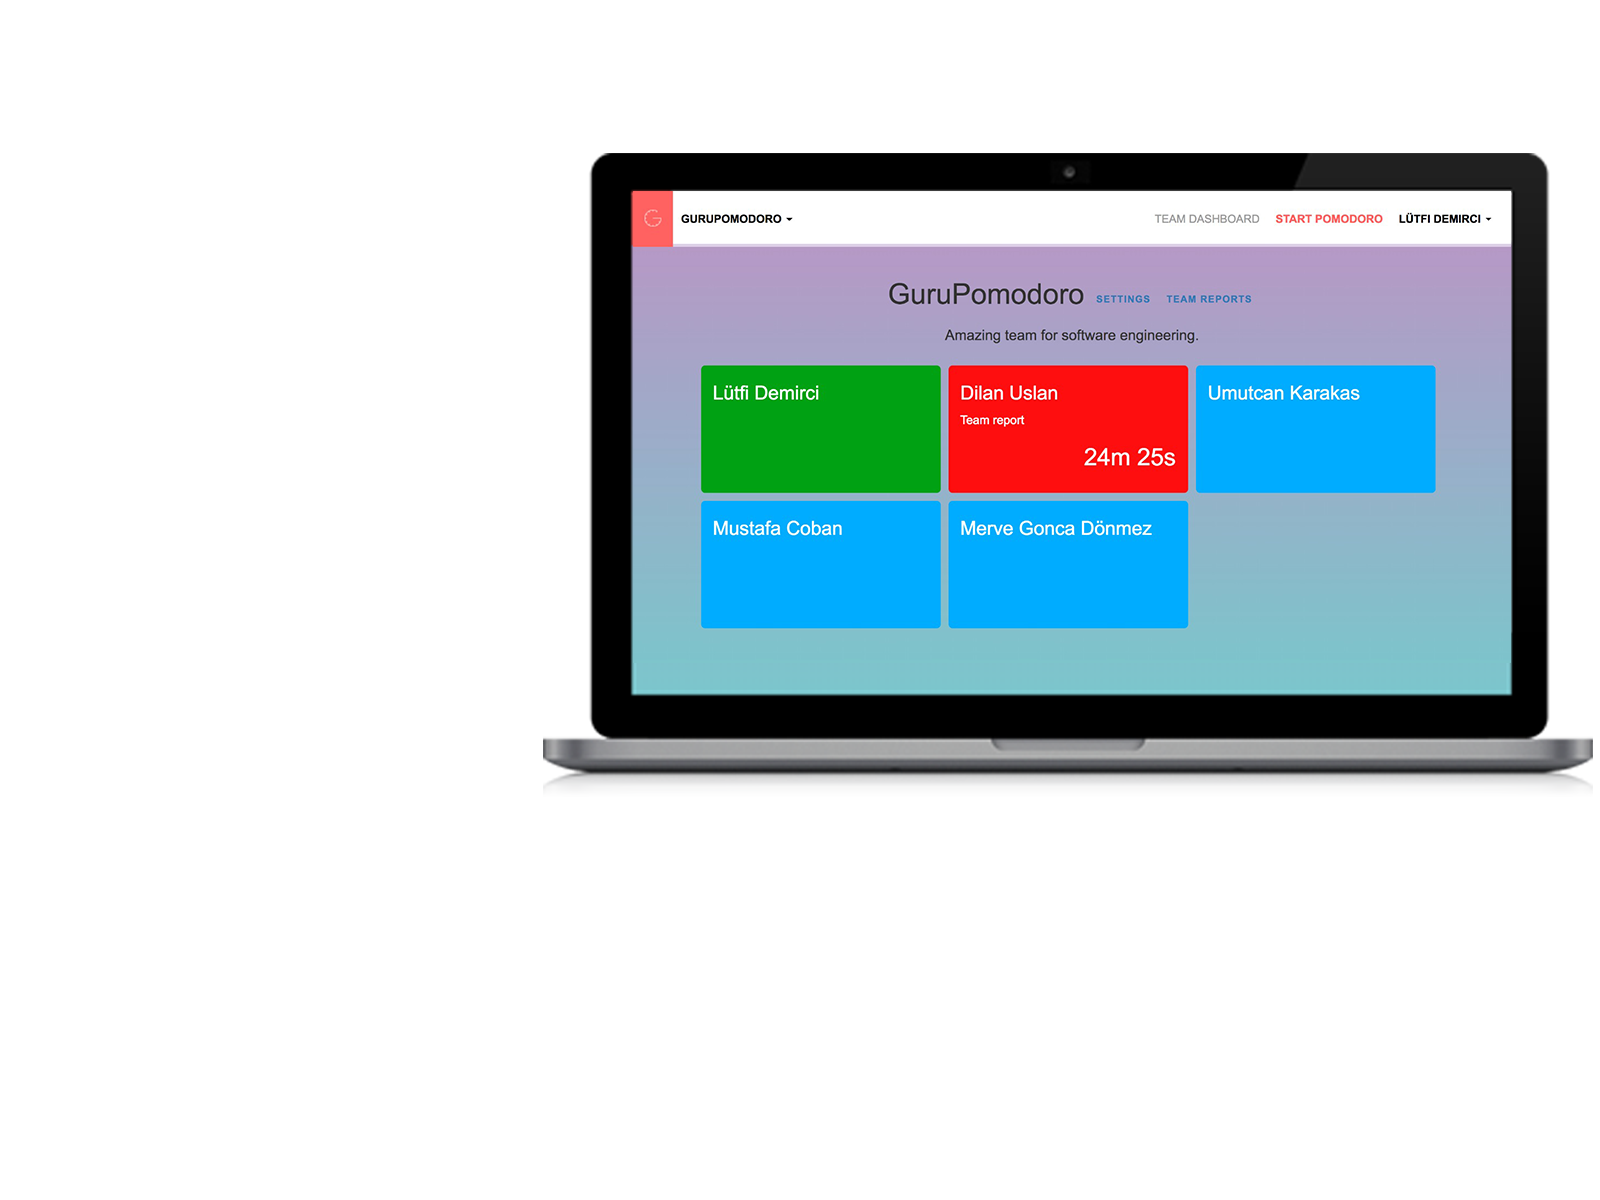 G GURUPOMODORO TEAM DASHBOARD START POMODORO LÜTFI DEMIRCI
GuruPomodoro SETTINGS TEAM REPORTS
Amazing team for software engineering.
Lütfi Demirci
Dilan Uslan
Team report
24m 25s
Umutcan Karakas
Mustafa Coban
Merve Gonca Dönmez